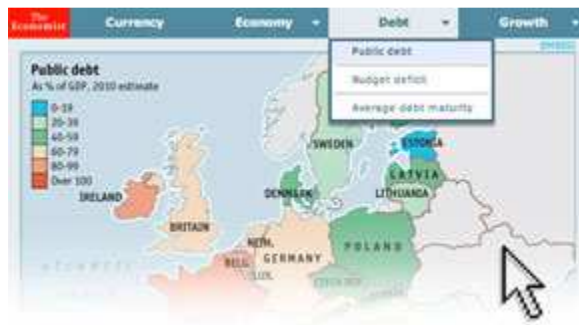 The
Economist
Currency
Economy
Debt
Growth
Public debt
Budget deficit
Average debt maturity
Public debt
As % of GDP, 2010 estimate
0-19
20-39
40-59
60-79
80-99
Over 100
SWEDEN
ESTONIA
LATVIA
LITHUANIA
DENMARK
IRELAND
BRITAIN
NETH.
POLAND
GERMANY
BELG.
LUX.